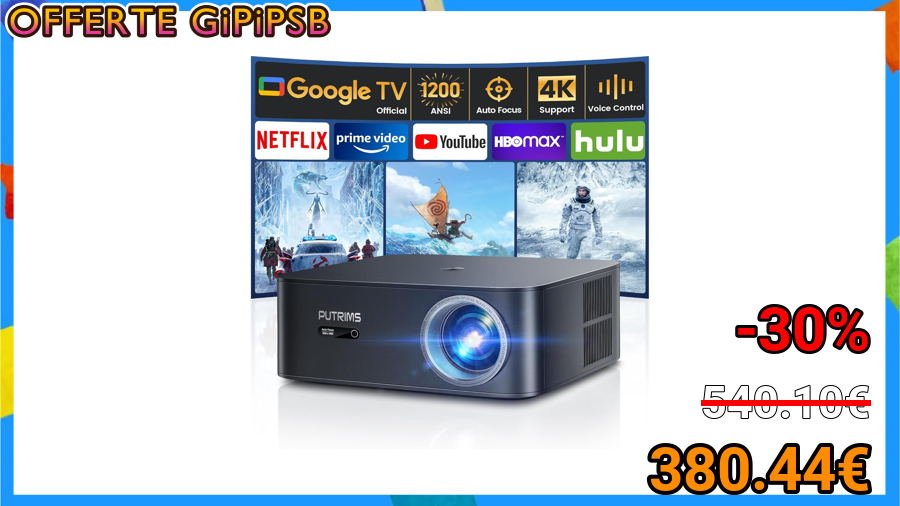 OFFERTE GiPiPSB
Google TV
Official
1200
ANSI
Auto Focus
4K
Support
Voice Control
NETFLIX
prime video
YouTube
HBOmax
hulu
PUTRIMS
-30%
540.10€
380.44€